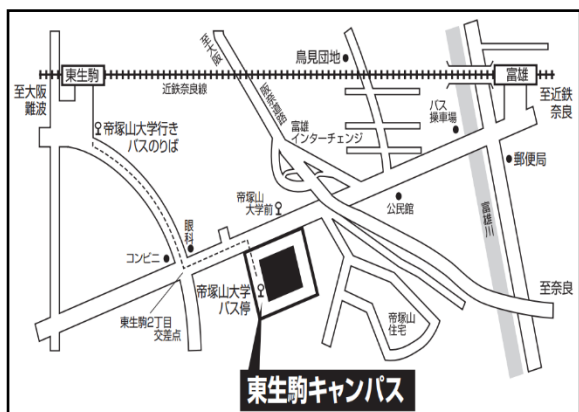 至大阪
鳥見団地
東生駒
富雄
近鉄奈良線
至大阪
難波
阪奈道路
至近鉄
奈良
バス
操車場
帝塚山大学行き
バスのりば
富雄
インターチェンジ
郵便局
眼科
帝塚山
大学前
公民館
富雄川
コンビニ
帝塚山大学
バス停
至奈良
東生駒2丁目
交差点
帝塚山
住宅
東生駒キャンパス